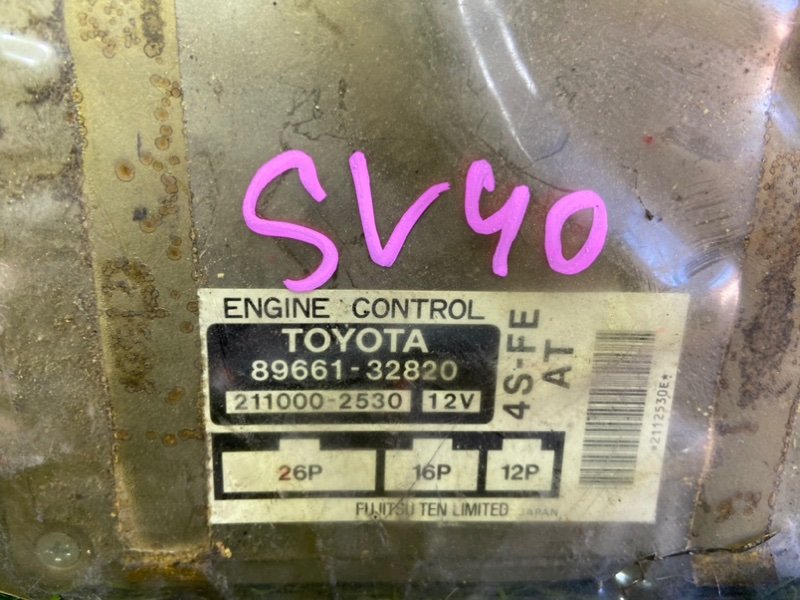 SV40
ENGINE CONTROL
TOYOTA
89661-32820
211000-2530 12V
4S-FE
AT
*2112530E*
26P 16P 12P
FUJITSU TEN LIMITED JAPAN